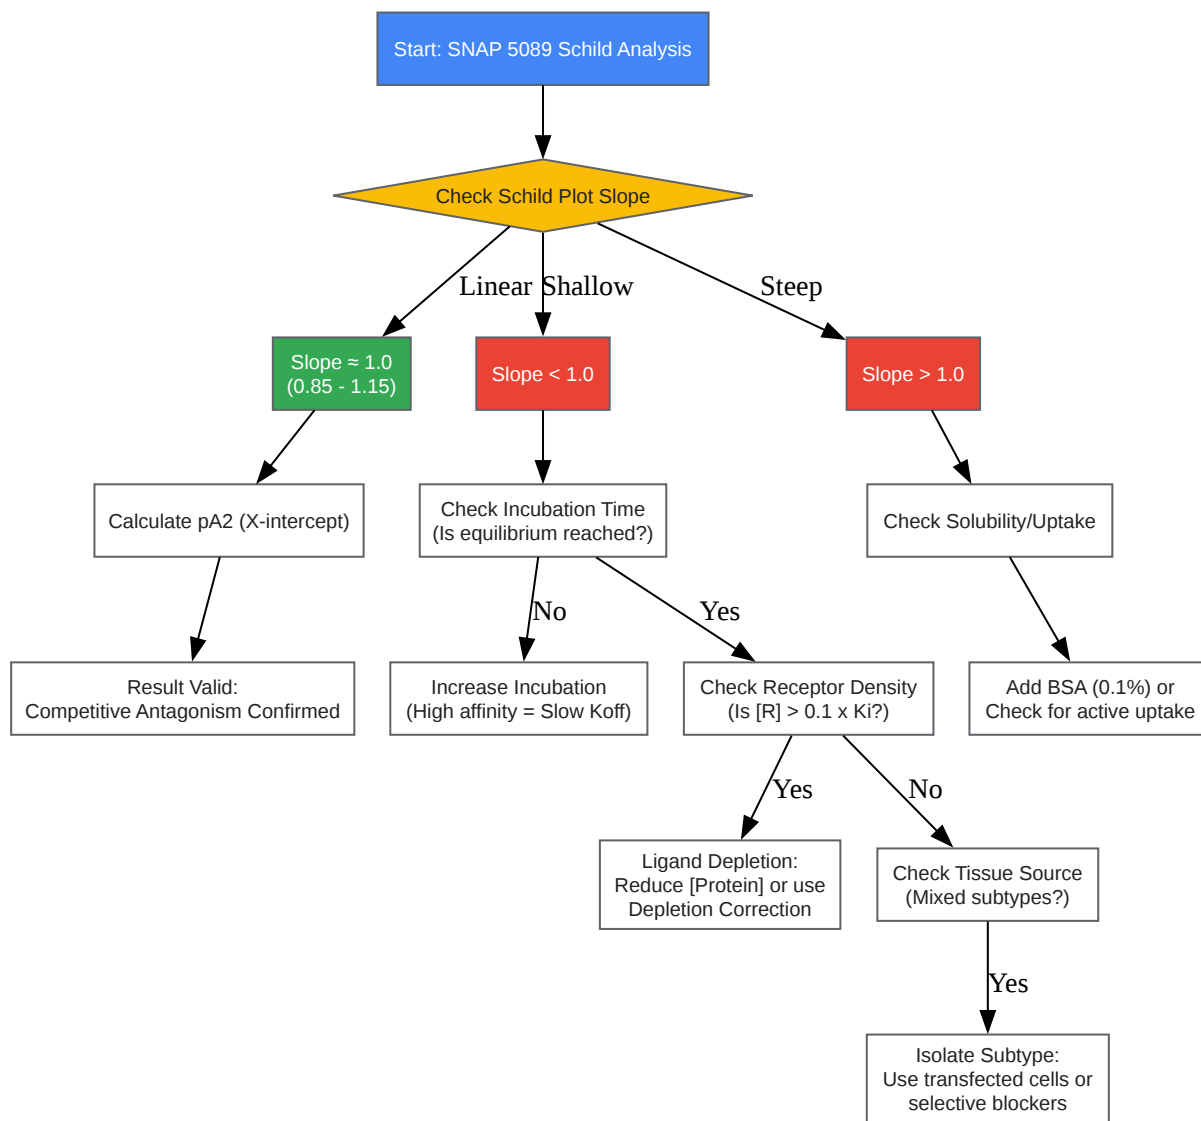 Start: SNAP 5089 Schild Analysis
Check Schild Plot Slope
Linear
Shallow
Steep
Slope ≈ 1.0
(0.85 - 1.15)
Slope < 1.0
Slope > 1.0
Calculate pA2 (X-intercept)
Check Incubation Time
(Is equilibrium reached?)
Check Solubility/Uptake
No
Yes
Result Valid:
Competitive Antagonism Confirmed
Increase Incubation
(High affinity = Slow Koff)
Check Receptor Density
(Is [R] > 0.1 x Ki?)
Add BSA (0.1%) or
Check for active uptake
Yes
No
Ligand Depletion:
Reduce [Protein] or use
Depletion Correction
Check Tissue Source
(Mixed subtypes?)
Yes
Isolate Subtype:
Use transfected cells or
selective blockers